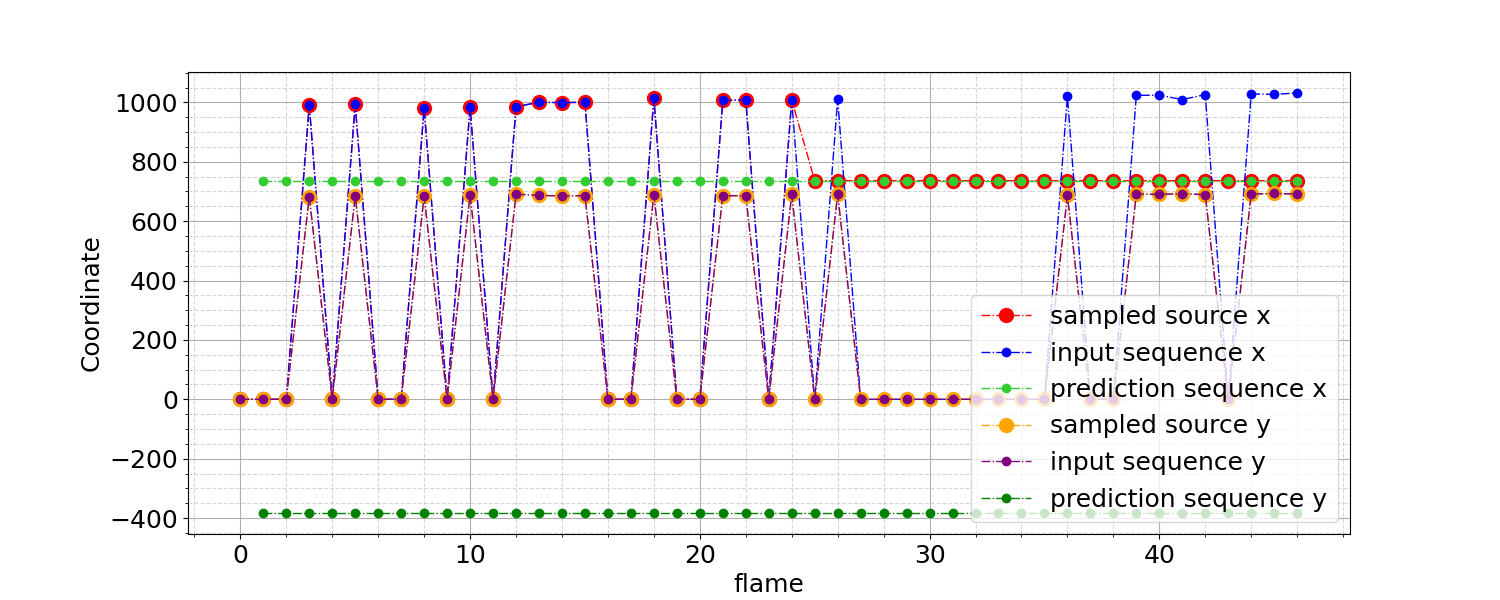 1000
800
600
400
200
0
−200
−400
Coordinate
0 10 20 30 40
flame
sampled source x
input sequence x
prediction sequence x
sampled source y
input sequence y
prediction sequence y